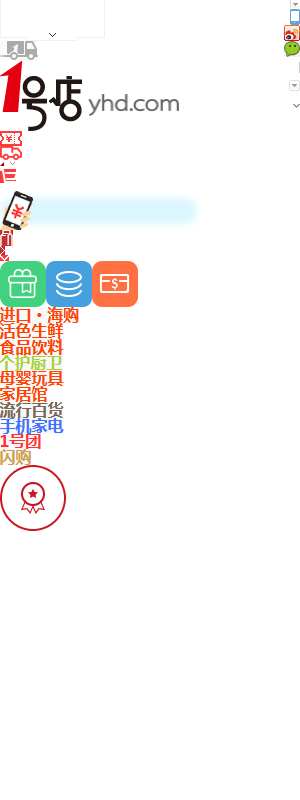 1号店 yhd.com
¥
$
进口·海购
活色生鲜
食品饮料
个护厨卫
母婴玩具
家居馆
流行百货
手机家电
1号团
闪购